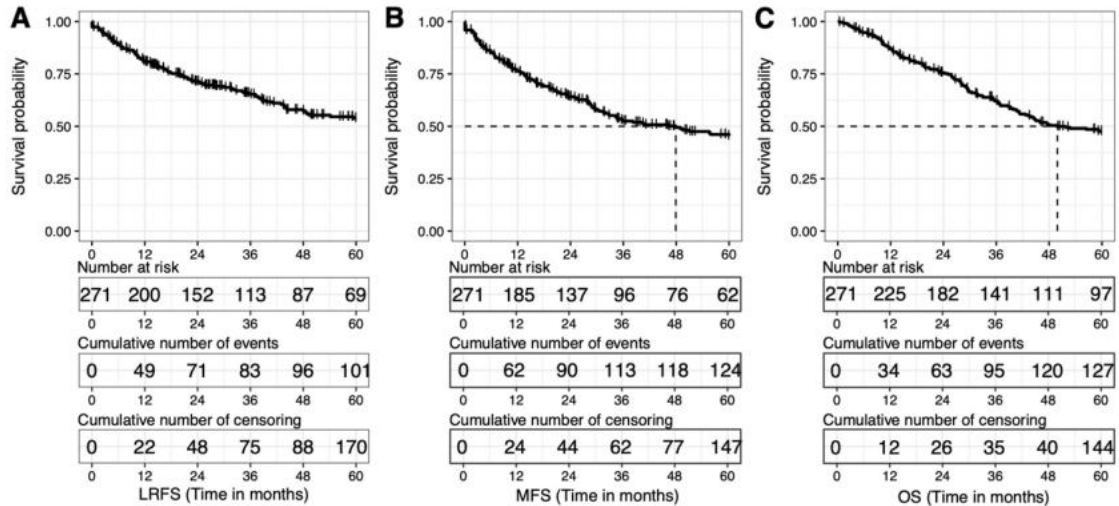 A
1.00
0.75
0.50
0.25
0.00
Survival probability
0 12 24 36 48 60
Number at risk
271 200 152 113 87 69
0 12 24 36 48 60
Cumulative number of events
0 49 71 83 96 101
0 12 24 36 48 60
Cumulative number of censoring
0 22 48 75 88 170
0 12 24 36 48 60
LRFS (Time in months)
B
1.00
0.75
0.50
0.25
0.00
Survival probability
0 12 24 36 48 60
Number at risk
271 185 137 96 76 62
0 12 24 36 48 60
Cumulative number of events
0 62 90 113 118 124
0 12 24 36 48 60
Cumulative number of censoring
0 24 44 62 77 147
0 12 24 36 48 60
MFS (Time in months)
C
1.00
0.75
0.50
0.25
0.00
Survival probability
0 12 24 36 48 60
Number at risk
271 225 182 141 111 97
0 12 24 36 48 60
Cumulative number of events
0 34 63 95 120 127
0 12 24 36 48 60
Cumulative number of censoring
0 12 26 35 40 144
0 12 24 36 48 60
OS (Time in months)